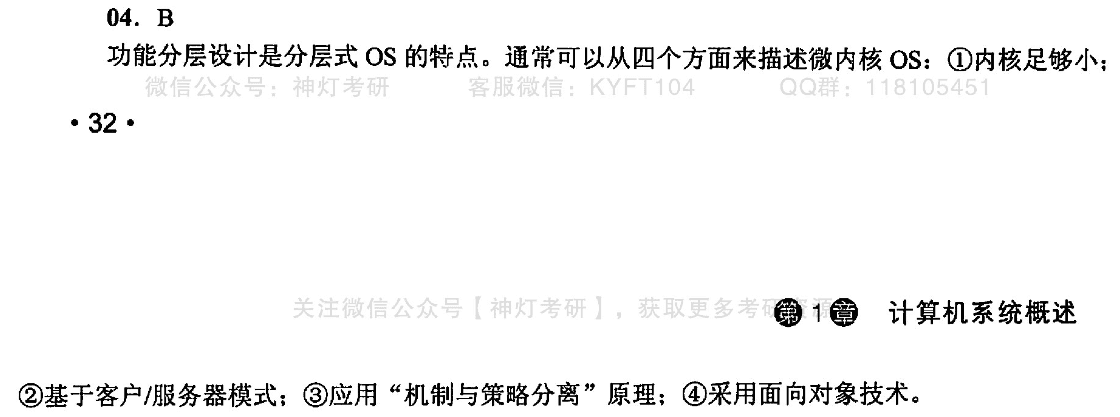 04. B
功能分层设计是分层式 OS 的特点。通常可以从四个方面来描述微内核 OS：①内核足够小；
微信公众号：神灯考研 客服微信：KYFT104 QQ群：118105451
• 32 •
关注微信公众号【神灯考研】，获取更多考研资源
第 1 章 计算机系统概述
②基于客户/服务器模式；③应用“机制与策略分离”原理；④采用面向对象技术。